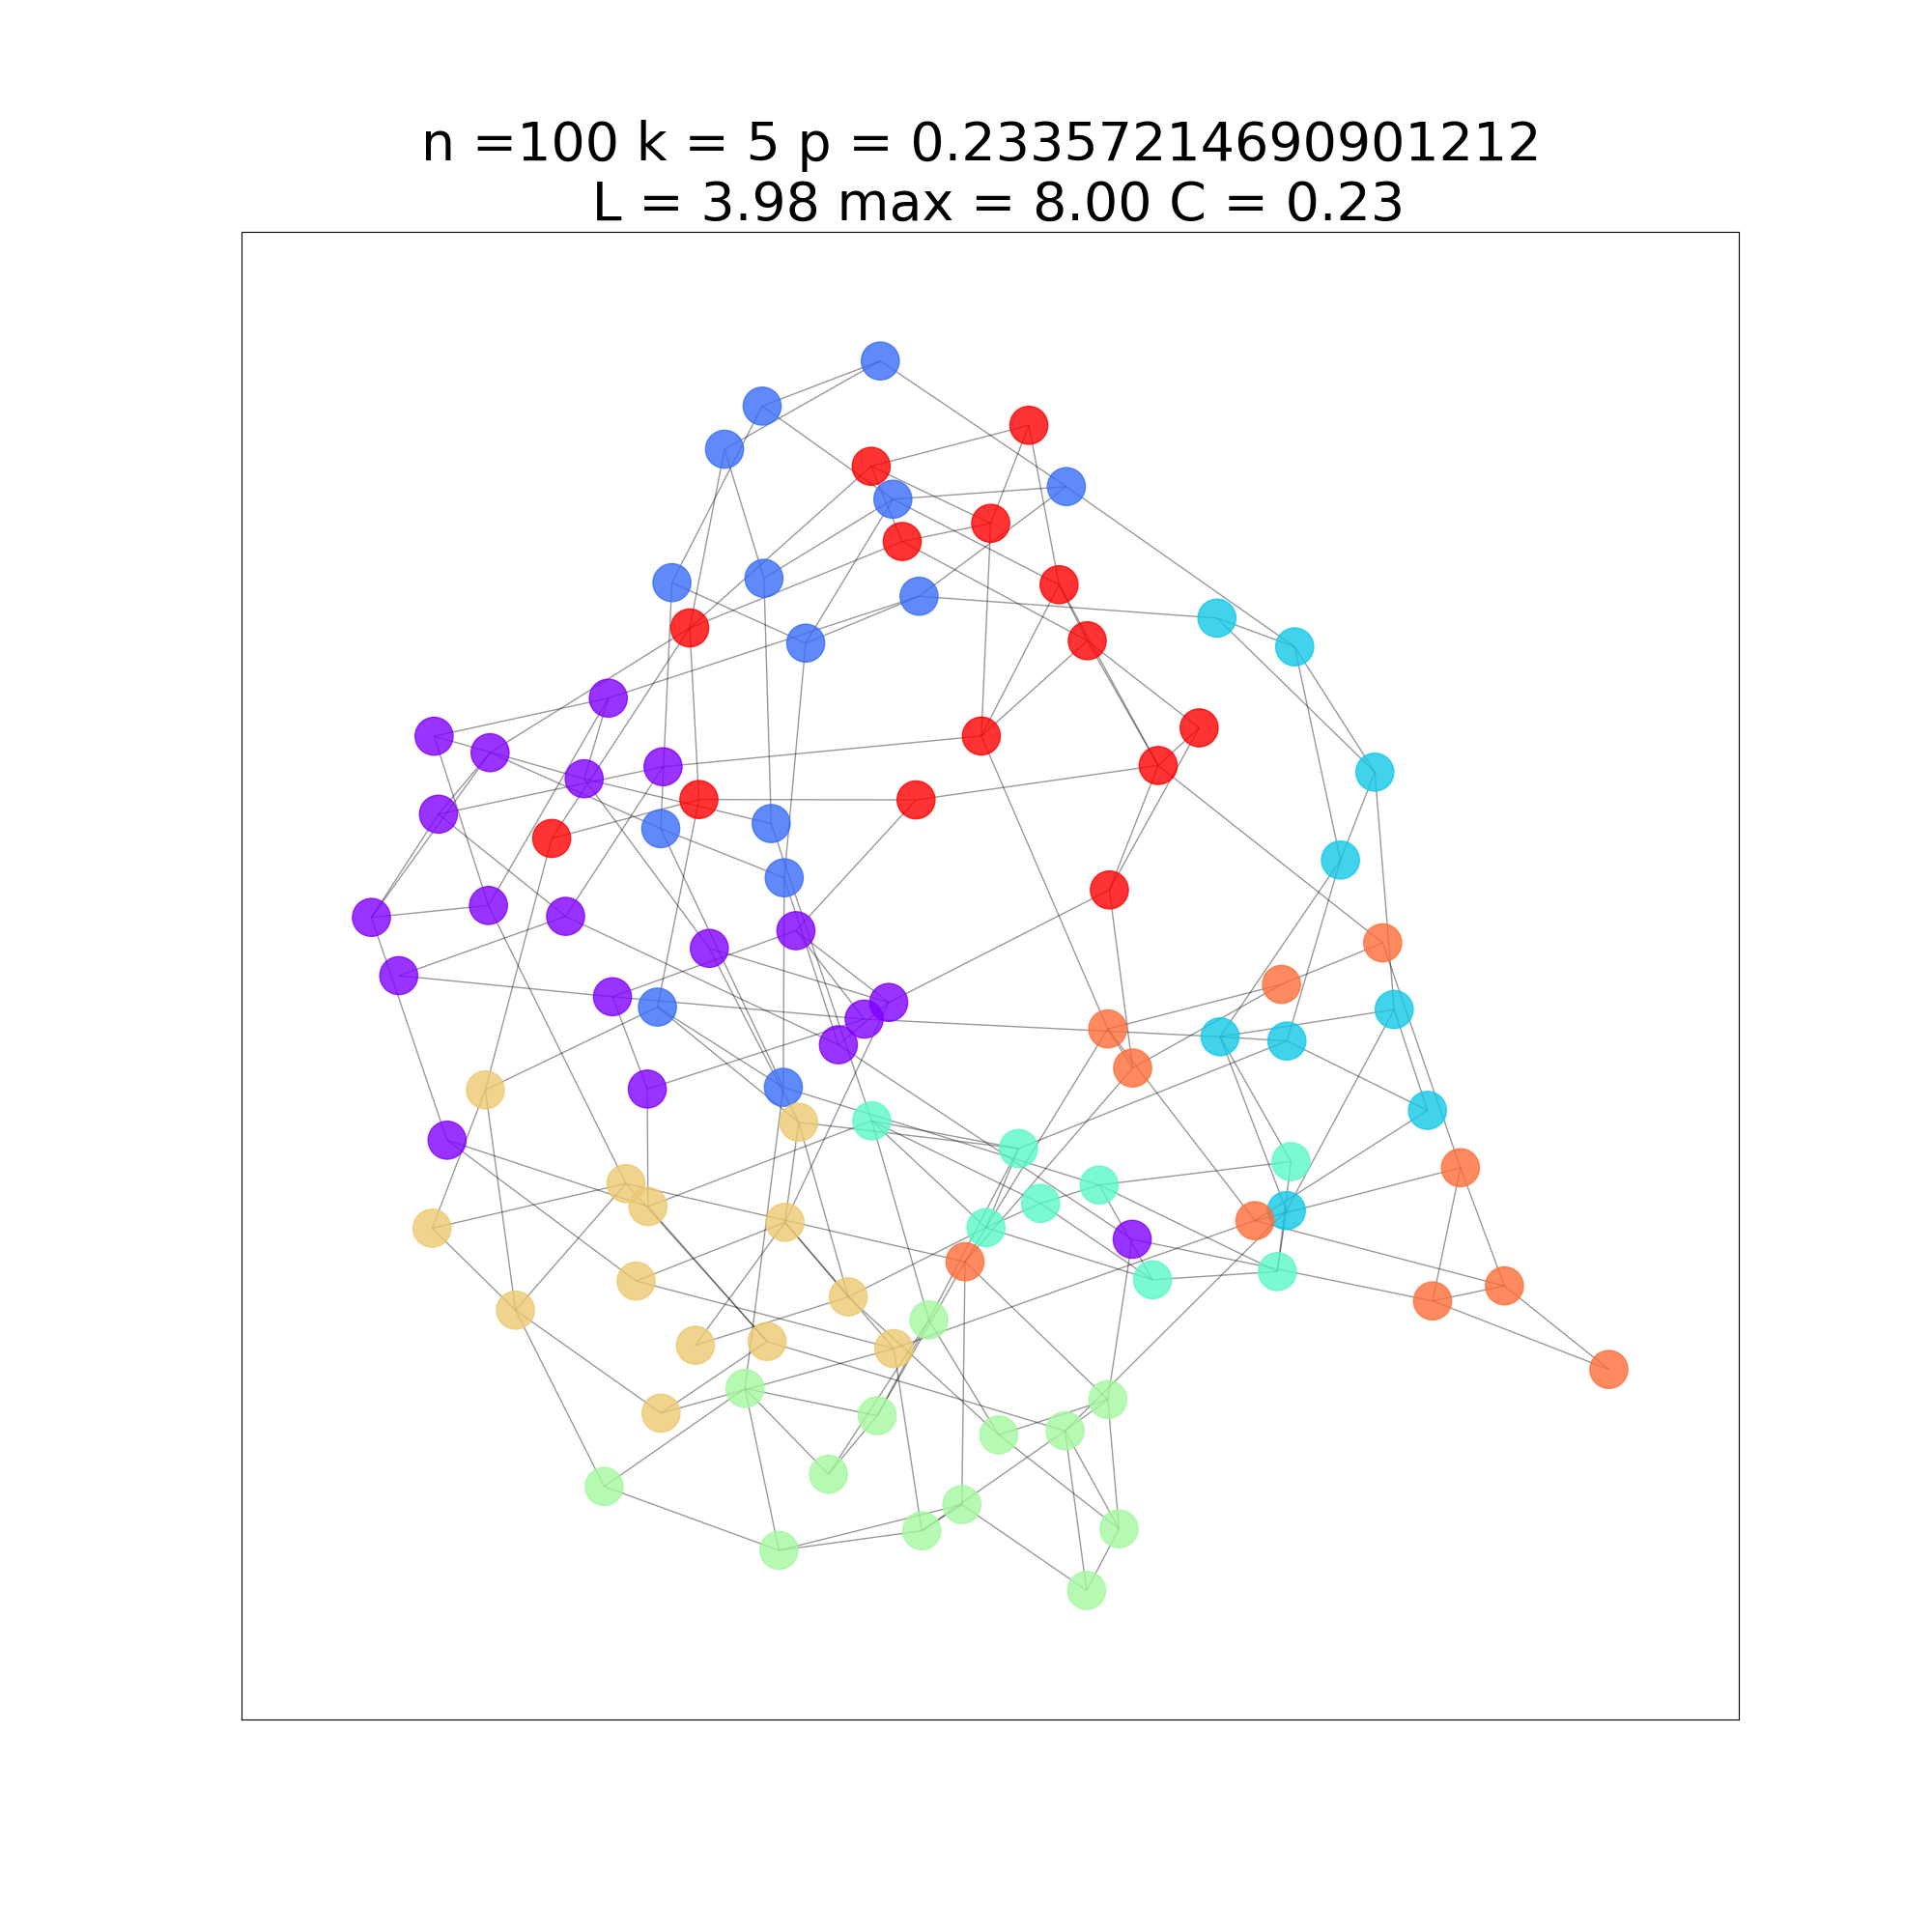 n =100 k = 5 p = 0.23357214690901212
L = 3.98 max = 8.00 C = 0.23